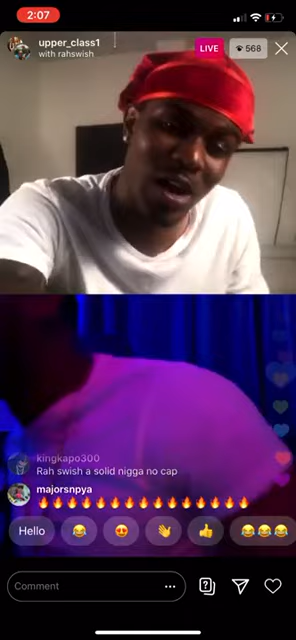 2:07
upper_class1
with rahswish
LIVE
568
kingkapo300
Rah swish a solid nigga no cap
majorsnpya
🔥🔥🔥🔥🔥🔥🔥🔥🔥🔥🔥🔥🔥🔥🔥
Hello 😂 😍 👋 👍 😂😂😂
Comment